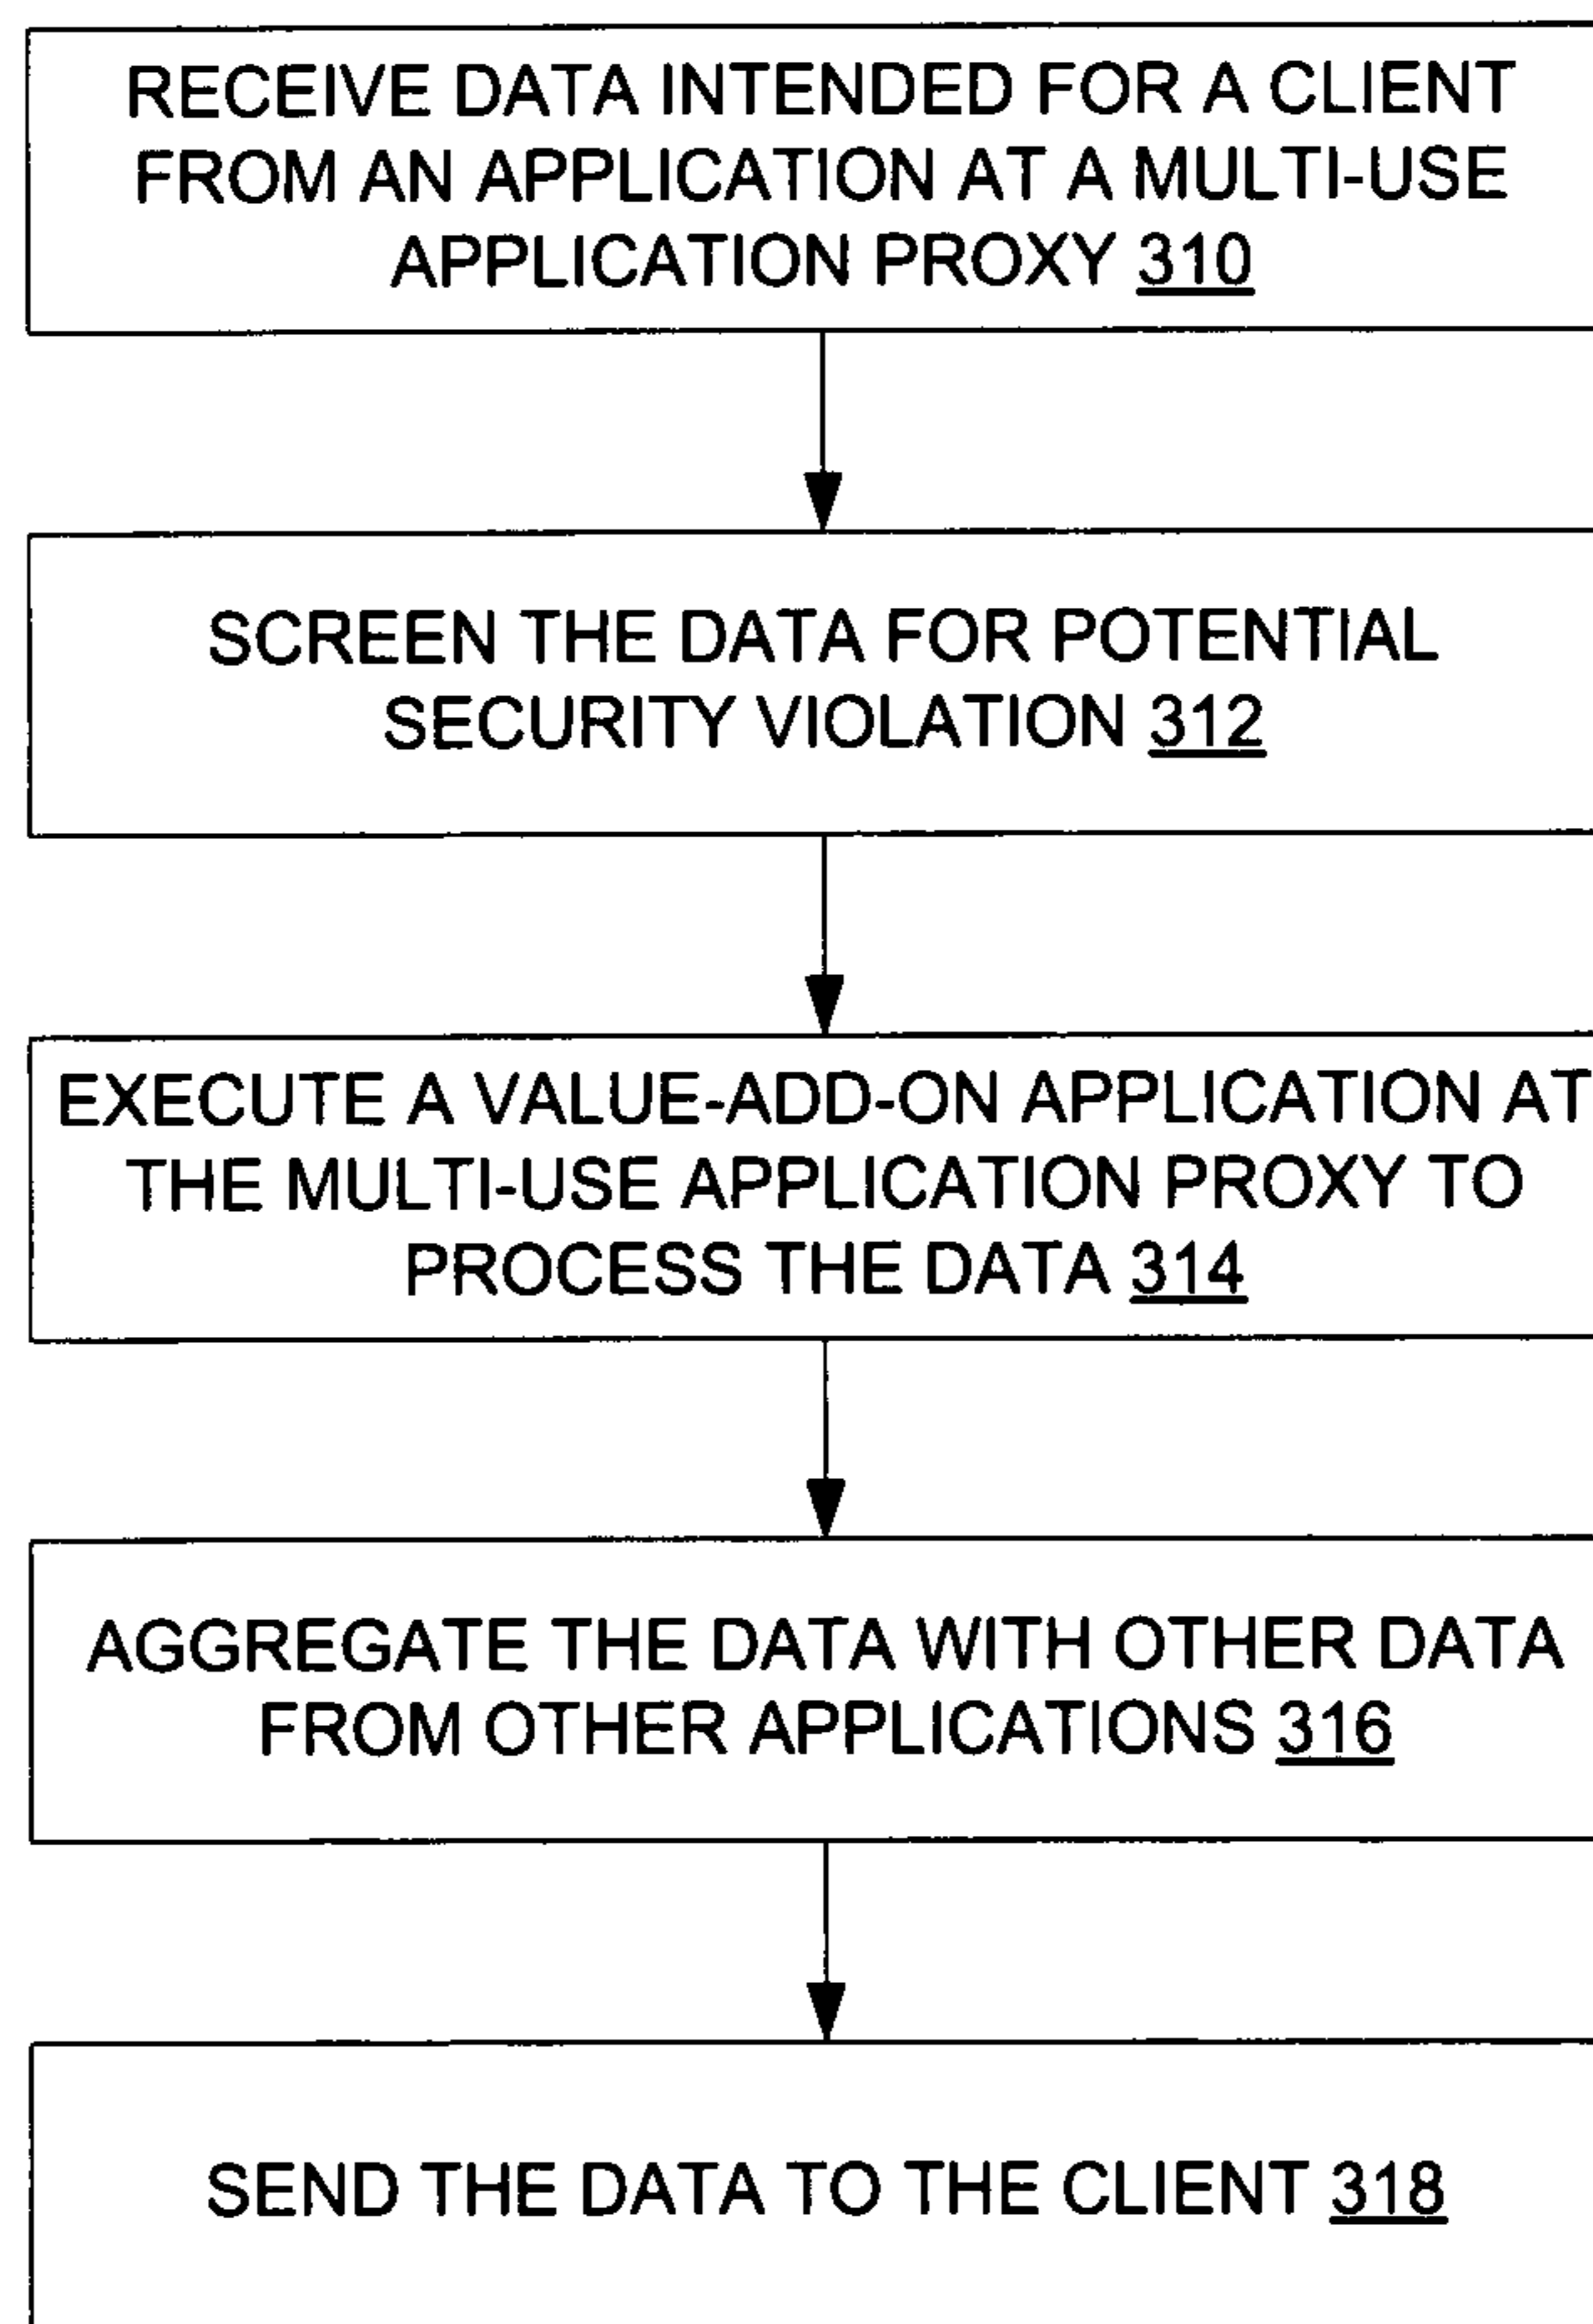 RECEIVE DATA INTENDED FOR A CLIENT
FROM AN APPLICATION AT A MULTI-USE
APPLICATION PROXY 310
SCREEN THE DATA FOR POTENTIAL
SECURITY VIOLATION 312
EXECUTE A VALUE-ADD-ON APPLICATION AT
THE MULTI-USE APPLICATION PROXY TO
PROCESS THE DATA 314
AGGREGATE THE DATA WITH OTHER DATA
FROM OTHER APPLICATIONS 316
SEND THE DATA TO THE CLIENT 318